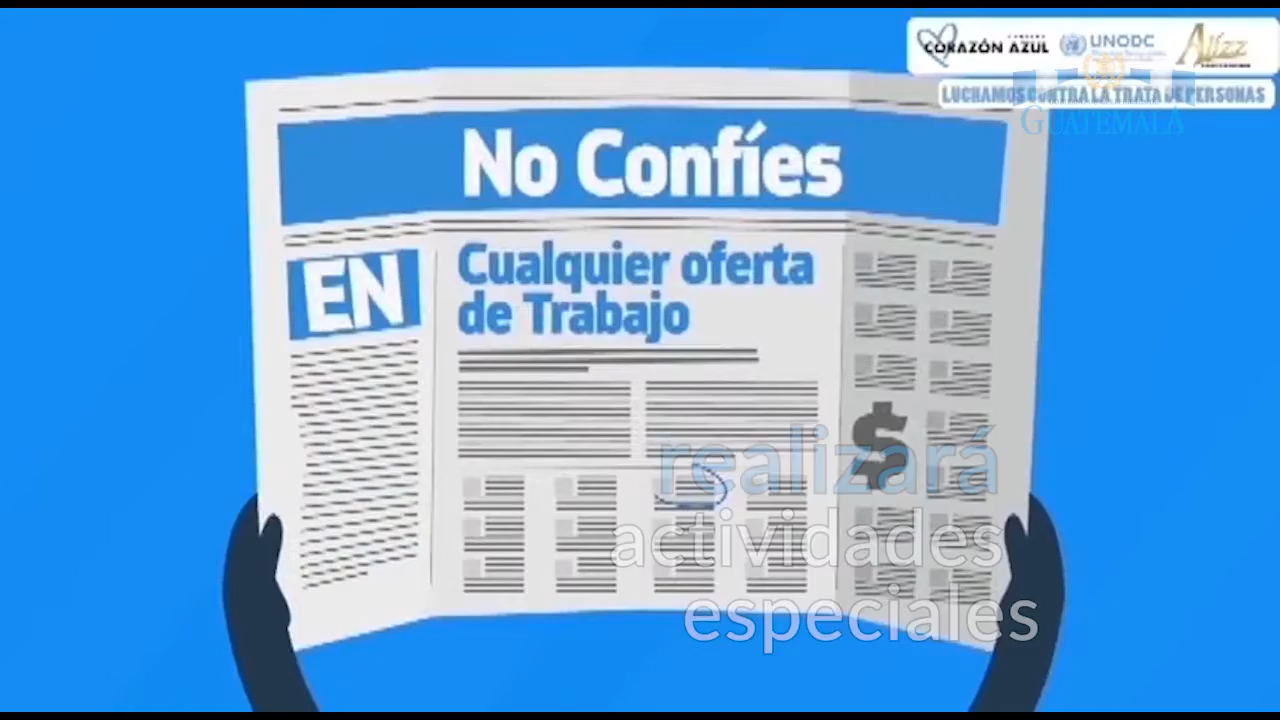 CORAZÓN AZUL
UNODC
Alizz
LUCHAMOS CONTRA LA TRATA DE PERSONAS
GUATEMALA
No Confíes
EN
Cualquier oferta
de Trabajo
$
realizará
actividades
especiales